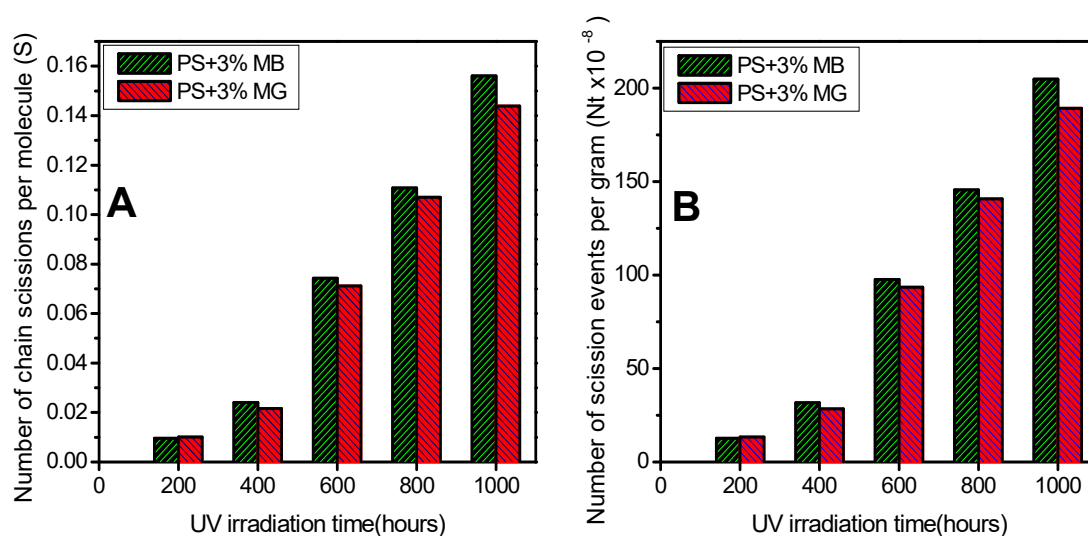 PS+3% MB
PS+3% MG
A
Number of chain scissions per molecule (S)
0.16
0.14
0.12
0.10
0.08
0.06
0.04
0.02
0.00
0 200 400 600 800 1000
UV irradiation time(hours)
PS+3% MB
PS+3% MG
B
Number of scission events per gram (Nt x10 -8 )
200
150
100
50
0
0 200 400 600 800 1000
UV irradiation time(hours)